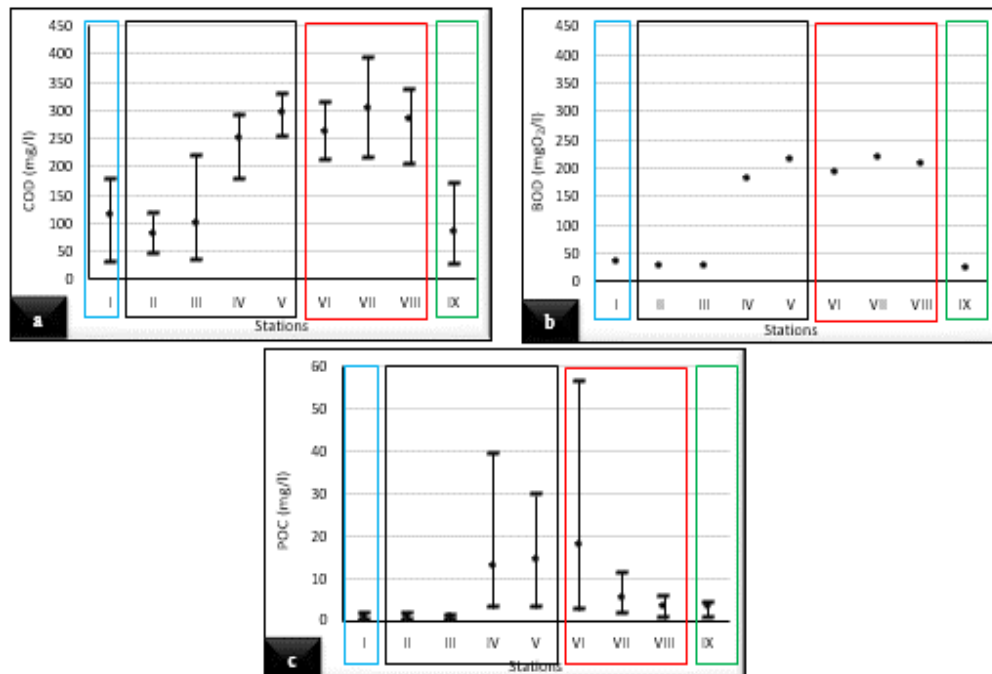 450
400
350
300
250
200
150
100
50
0
COD (mg/l)
I II III IV V VI VII VIII IX
Stations
a
450
400
350
300
250
200
150
100
50
0
BOD (mgO₂/l)
I II III IV V VI VII VIII IX
Stations
b
60
50
40
30
20
10
0
POC (mg/l)
I II III IV V VI VII VIII IX
Stations
c